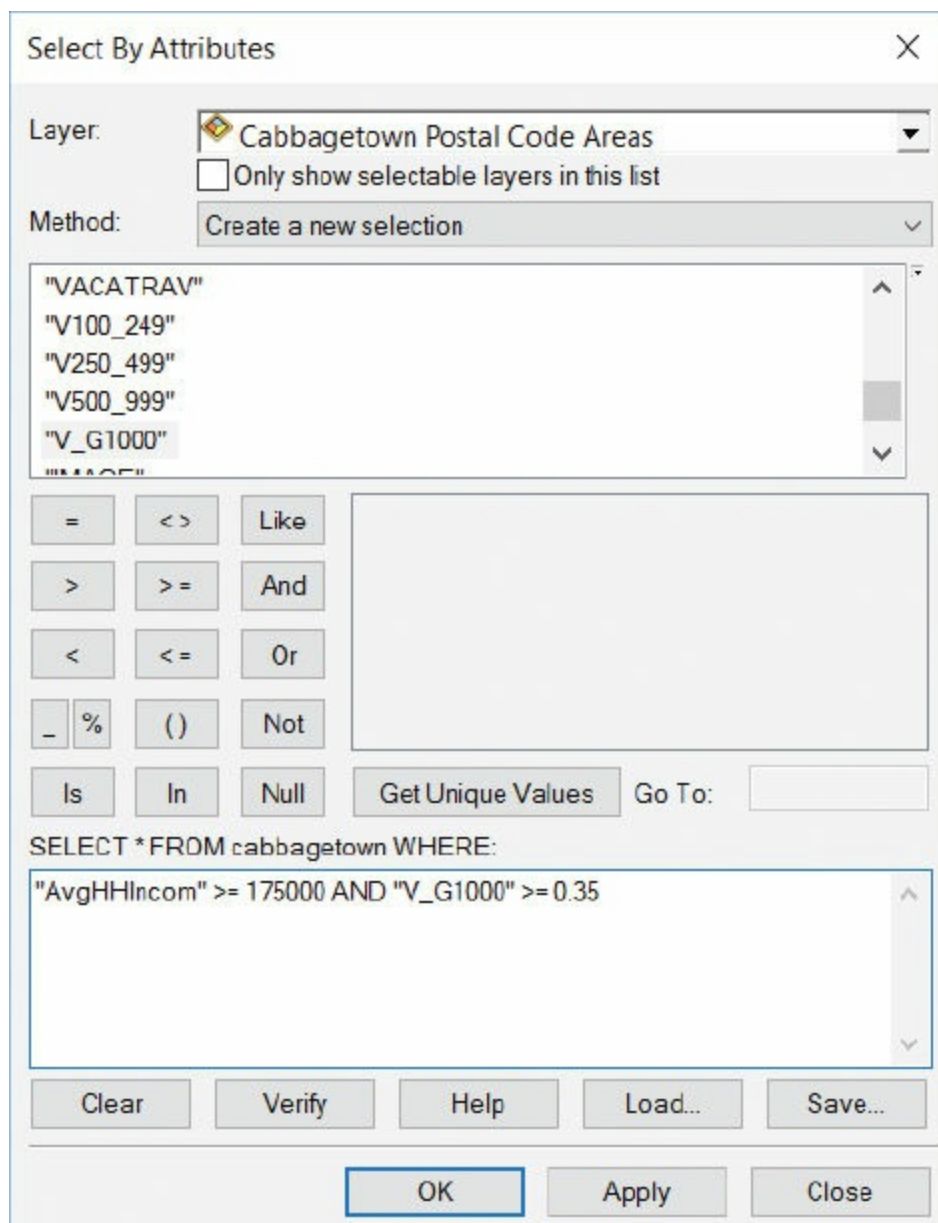 Select By Attributes
Layer: Cabbagetown Postal Code Areas
Only show selectable layers in this list
Method: Create a new selection
"VACATRAV"
"V100_249"
"V250_499"
"V500_999"
"V_G1000"
= <> Like
> >= And
< <= Or
_ % () Not
Is In Null Get Unique Values Go To:
SELECT * FROM cabbagetown WHERE:
"AvgHHIncom" >= 175000 AND "V_G1000" >= 0.35
Clear Verify Help Load... Save...
OK Apply Close